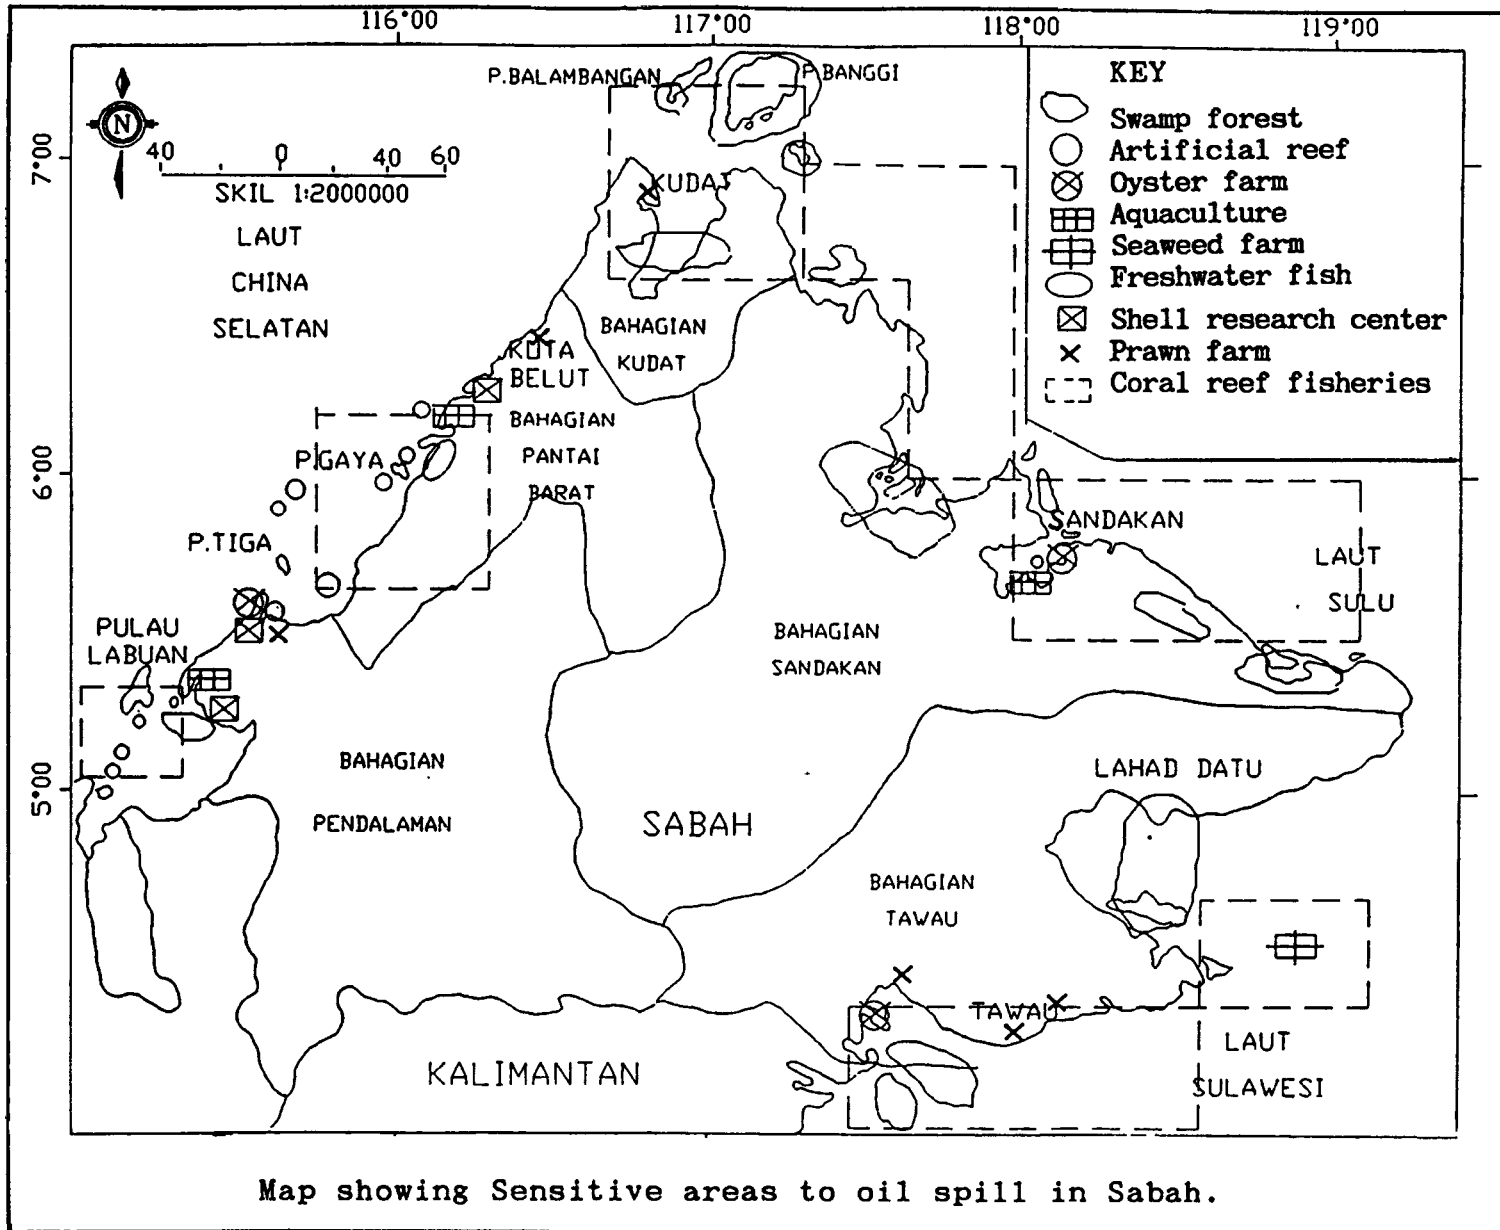 116°00 117°00 118°00 119°00
P.BALAMBANGAN P.BANGGI
KEY
Swamp forest
Artificial reef
Oyster farm
Aquaculture
Seaweed farm
Freshwater fish
Shell research center
Prawn farm
Coral reef fisheries
N
40 0 40 60
SKIL 1:2000000
7°00
6°00
5°00
LAUT
CHINA
SELATAN
KUDAT
BAHAGIAN
KUDAT
KOTA
BELUT
BAHAGIAN
PANTAI
BARAT
P.GAYA
P.TIGA
SANDAKAN
LAUT
SULU
PULAU
LABUAN
BAHAGIAN
SANDAKAN
BAHAGIAN
PENDALAMAN
SABAH
LAHAD DATU
BAHAGIAN
TAWAU
TAWAU
LAUT
SULAWESI
KALIMANTAN
Map showing Sensitive areas to oil spill in Sabah.